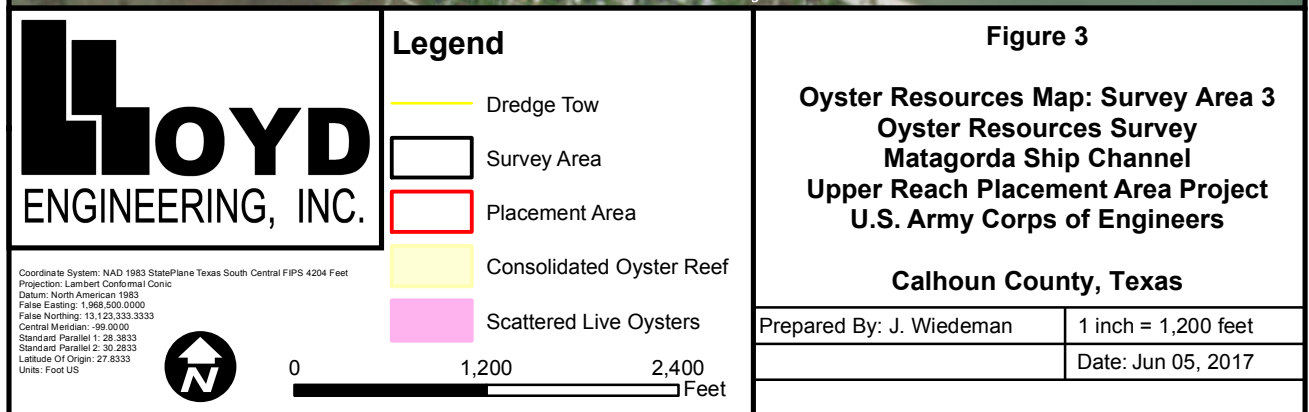 LLOYD
ENGINEERING, INC.
Coordinate System: NAD 1983 StatePlane Texas South Central FIPS 4204 Feet
Projection: Lambert Conformal Conic
Datum: North American 1983
False Easting: 1,968,500.0000
False Northing: 13,123,333.3333
Central Meridian: -99.0000
Standard Parallel 1: 28.3833
Standard Parallel 2: 30.2833
Latitude Of Origin: 27.8333
Units: Foot US
N
Legend
Dredge Tow
Survey Area
Placement Area
Consolidated Oyster Reef
Scattered Live Oysters
0 1,200 2,400
Feet
Figure 3
Oyster Resources Map: Survey Area 3
Oyster Resources Survey
Matagorda Ship Channel
Upper Reach Placement Area Project
U.S. Army Corps of Engineers
Calhoun County, Texas
Prepared By: J. Wiedeman
1 inch = 1,200 feet
Date: Jun 05, 2017